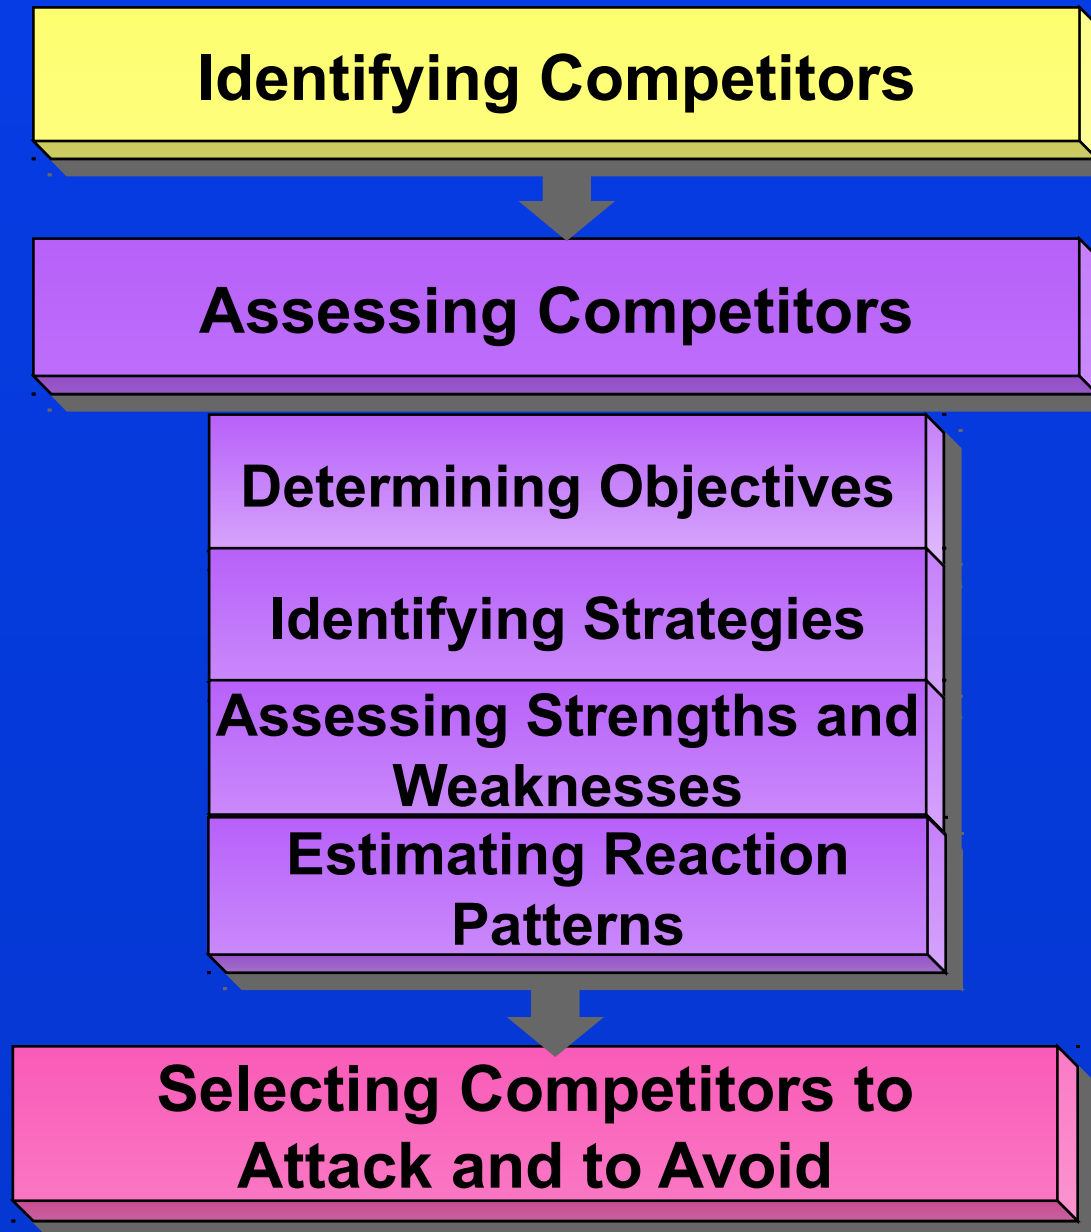 Identifying Competitors
Assessing Competitors
Determining Objectives
Identifying Strategies
Assessing Strengths and
Weaknesses
Estimating Reaction
Patterns
Selecting Competitors to
Attack and to Avoid